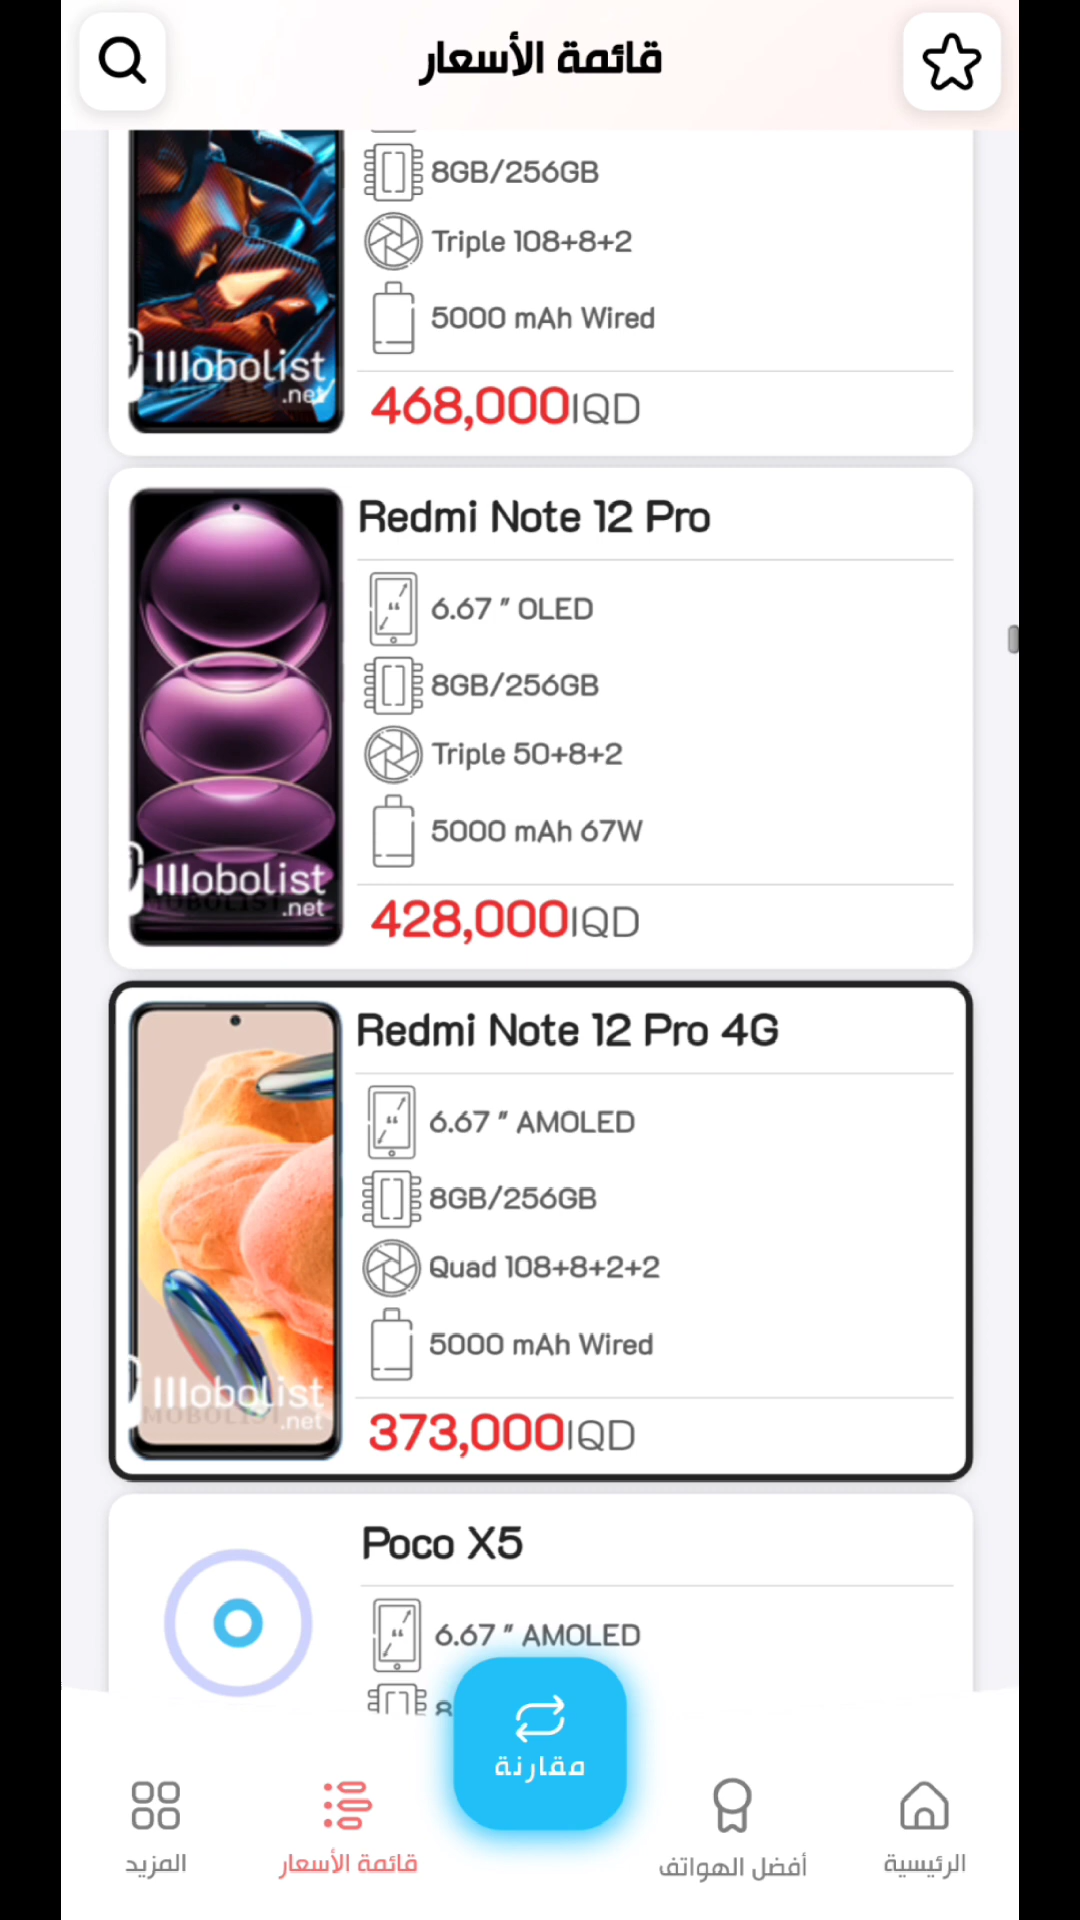 قائمة الأسعار
8GB/256GB
Triple 108+8+2
5000 mAh Wired
468,000IQD
Mobolist
.net
Redmi Note 12 Pro
6.67 " OLED
8GB/256GB
Triple 50+8+2
5000 mAh 67W
428,000IQD
Mobolist
MOBOLIST
.net
Redmi Note 12 Pro 4G
6.67 " AMOLED
8GB/256GB
Quad 108+8+2+2
5000 mAh Wired
373,000IQD
Mobolist
MOBOLIST
.net
Poco X5
6.67 " AMOLED
8
مقارنة
الرئيسية
أفضل الهواتف
قائمة الأسعار
المزيد